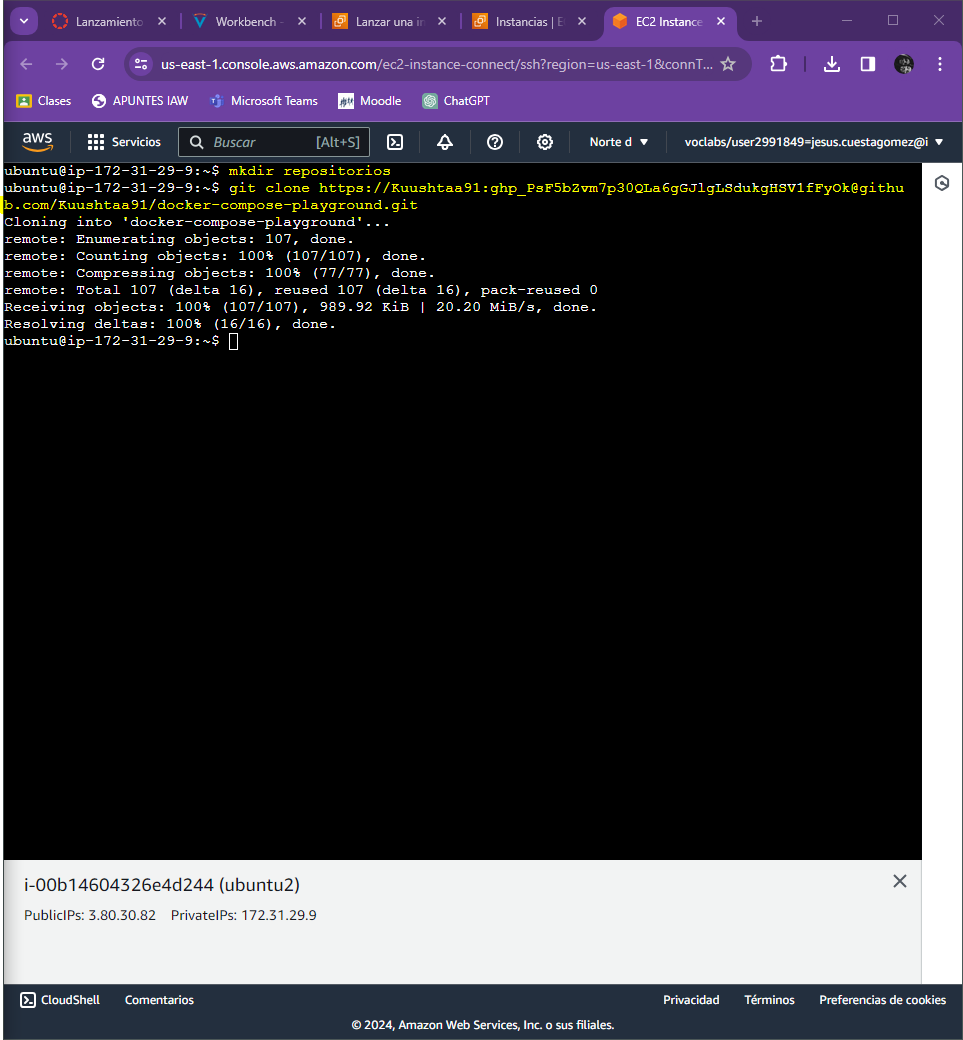 Lanzamiento
Workbench -
Lanzar una in
Instancias | E
EC2 Instance
us-east-1.console.aws.amazon.com/ec2-instance-connect/ssh?region=us-east-1&connT...
Clases
APUNTES IAW
Microsoft Teams
Moodle
ChatGPT
aws
Servicios
Buscar
[Alt+S]
Norte d
voclabs/user2991849=jesus.cuestagomez@i
ubuntu@ip-172-31-29-9:~$ mkdir repositorios
ubuntu@ip-172-31-29-9:~$ git clone https://Kuushtaa91: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@githu
b.com/Kuushtaa91/docker-compose-playground.git
Cloning into 'docker-compose-playground'...
remote: Enumerating objects: 107, done.
remote: Counting objects: 100% (107/107), done.
remote: Compressing objects: 100% (77/77), done.
remote: Total 107 (delta 16), reused 107 (delta 16), pack-reused 0
Receiving objects: 100% (107/107), 989.92 KiB | 20.20 MiB/s, done.
Resolving deltas: 100% (16/16), done.
ubuntu@ip-172-31-29-9:~$
i-00b14604326e4d244 (ubuntu2)
PublicIPs: 3.80.30.82 PrivateIPs: 172.31.29.9
CloudShell
Comentarios
Privacidad
Términos
Preferencias de cookies
© 2024, Amazon Web Services, Inc. o sus filiales.